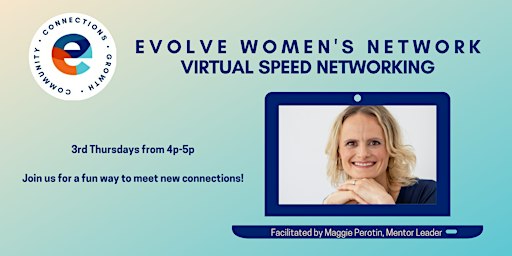 CONNECTIONS • GROWTH • COMMUNITY •
e
EVOLVE WOMEN'S NETWORK
VIRTUAL SPEED NETWORKING
3rd Thursdays from 4p-5p
Join us for a fun way to meet new connections!
Facilitated by Maggie Perotin, Mentor Leader